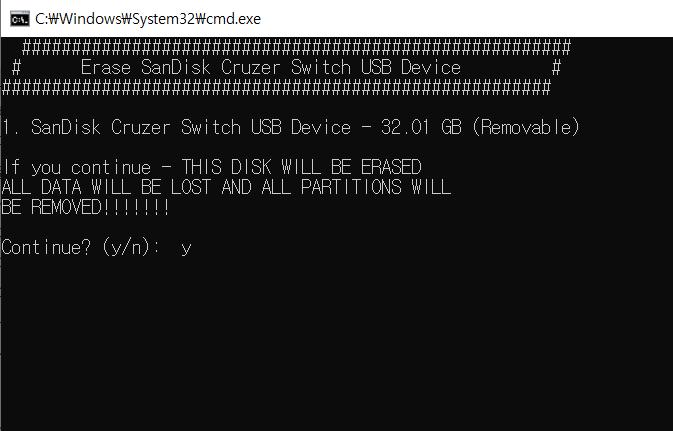 C:₩Windows₩System32₩cmd.exe
#######################################################
# Erase SanDisk Cruzer Switch USB Device #
#######################################################
1. SanDisk Cruzer Switch USB Device - 32.01 GB (Removable)
If you continue - THIS DISK WILL BE ERASED
ALL DATA WILL BE LOST AND ALL PARTITIONS WILL
BE REMOVED!!!!!!!
Continue? (y/n): y